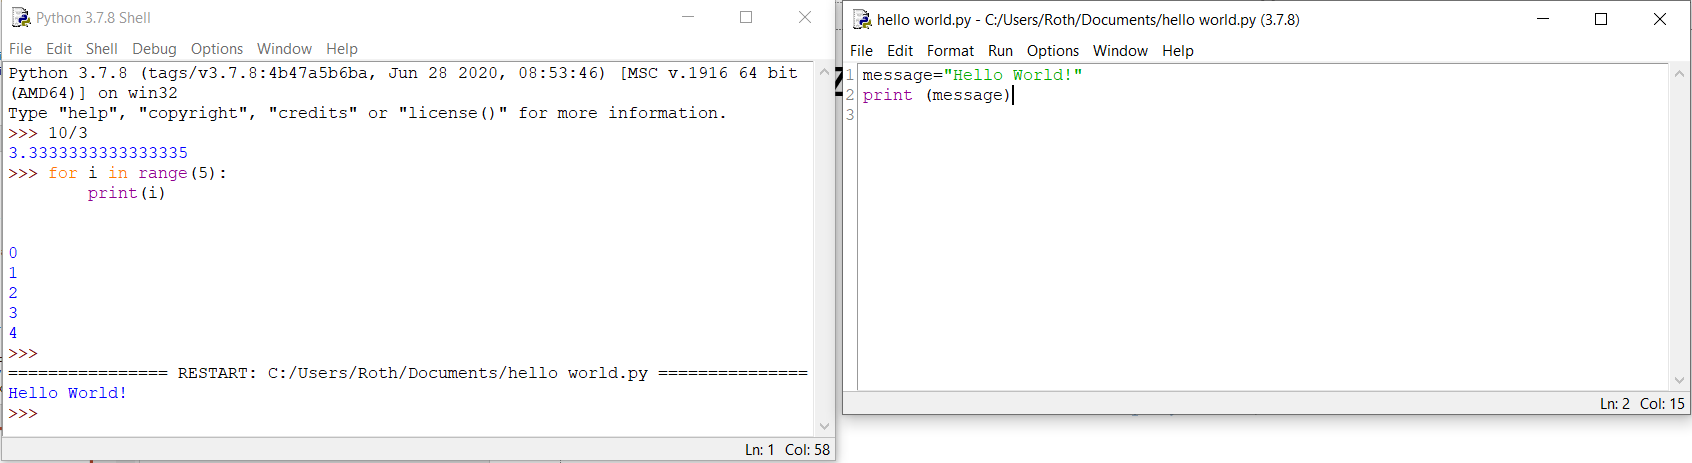 Python 3.7.8 Shell
File Edit Shell Debug Options Window Help
Python 3.7.8 (tags/v3.7.8:4b47a5b6ba, Jun 28 2020, 08:53:46) [MSC v.1916 64 bit
(AMD64)] on win32
Type "help", "copyright", "credits" or "license()" for more information.
>>> 10/3
3.3333333333333335
>>> for i in range(5):
        print(i)
0
1
2
3
4
>>>
================ RESTART: C:/Users/Roth/Documents/hello world.py ===============
Hello World!
>>>
Ln: 1 Col: 58
hello world.py - C:/Users/Roth/Documents/hello world.py (3.7.8)
File Edit Format Run Options Window Help
1 message="Hello World!"
2 print (message)
3
Ln: 2 Col: 15